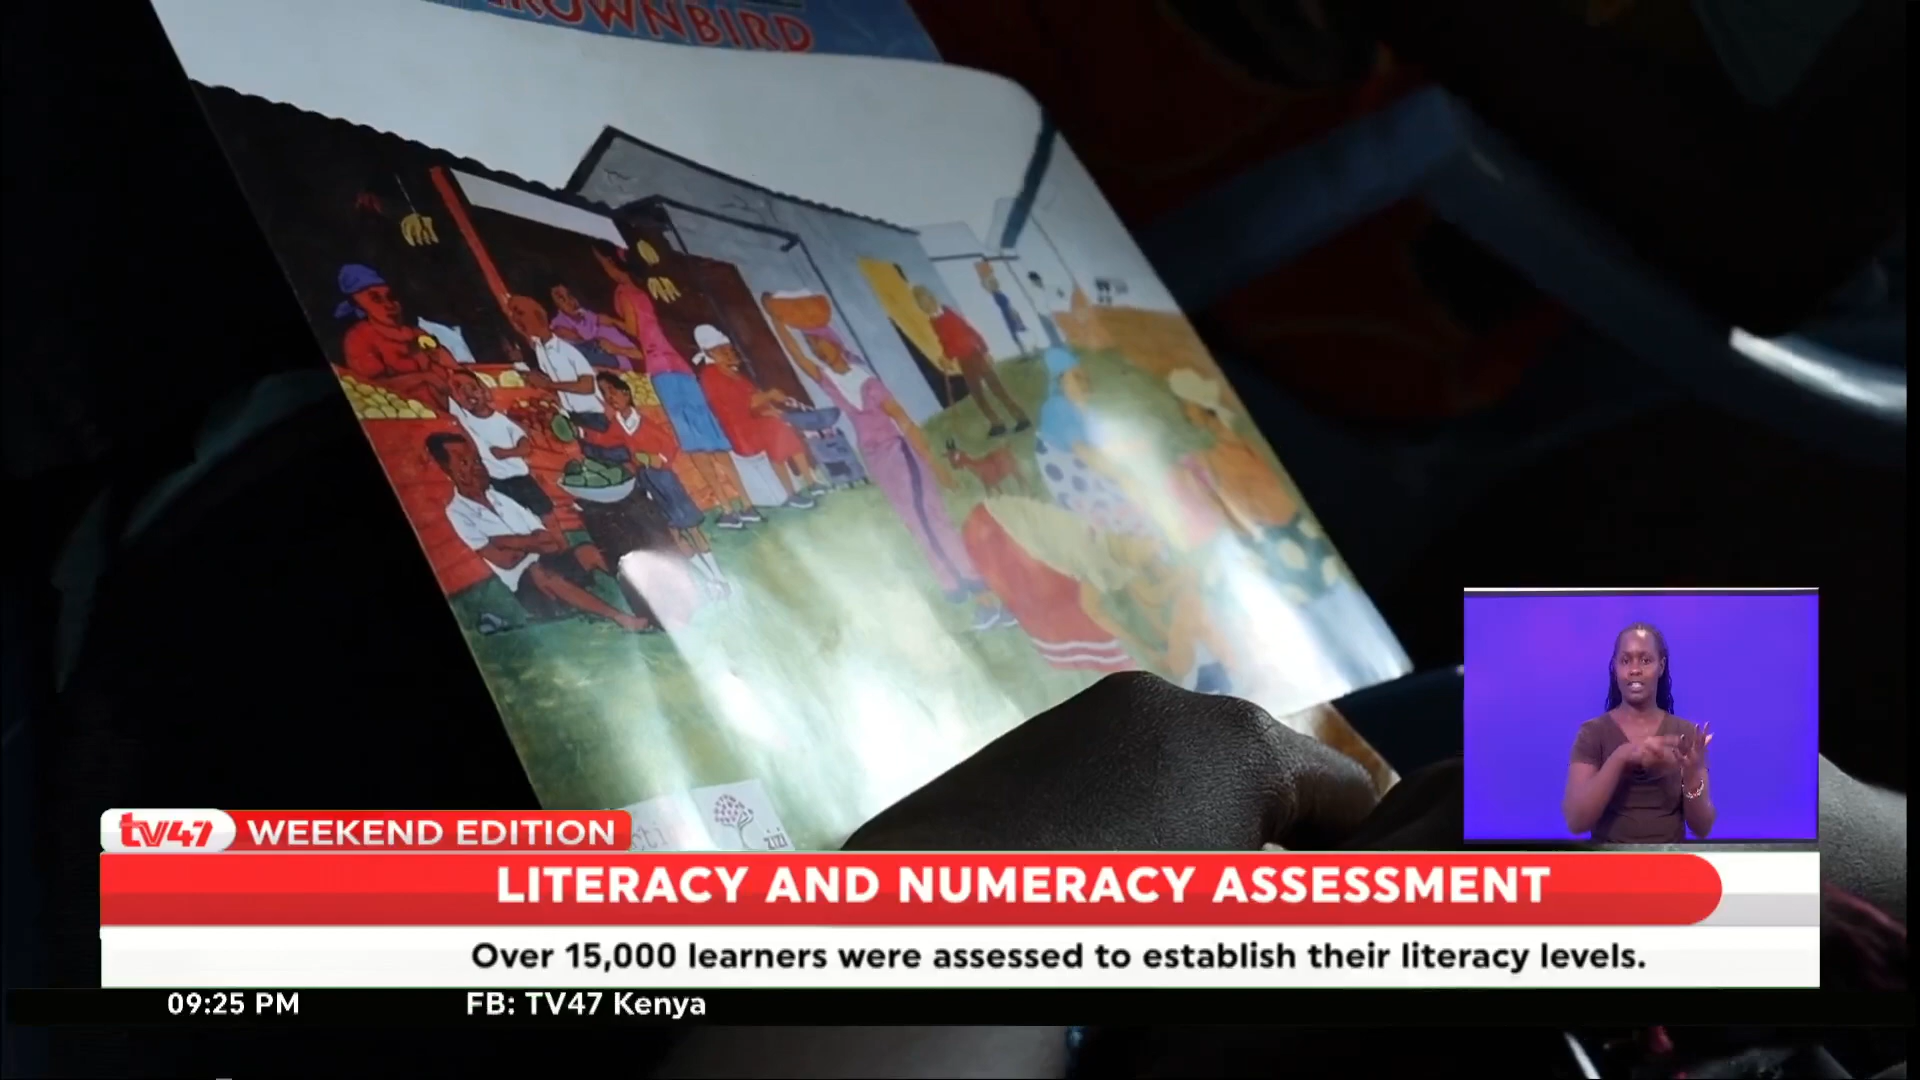 TV47 WEEKEND EDITION
LITERACY AND NUMERACY ASSESSMENT
Over 15,000 learners were assessed to establish their literacy levels.
09:25 PM FB: TV47 Kenya
zizi